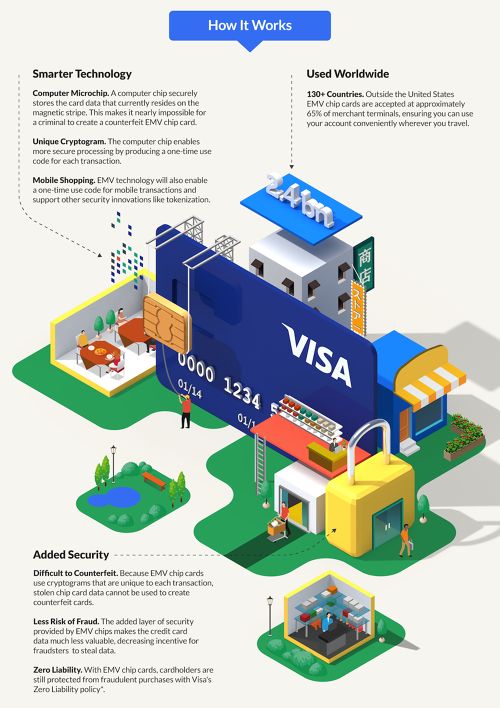 How It Works
Smarter Technology
Computer Microchip. A computer chip securely
stores the card data that currently resides on the
magnetic stripe. This makes it nearly impossible for
a criminal to create a counterfeit EMV chip card.
Unique Cryptogram. The computer chip enables
more secure processing by producing a one-time use
code for each transaction.
Mobile Shopping. EMV technology will also enable
a one-time use code for mobile transactions and
support other security innovations like tokenization.
Used Worldwide
130+ Countries. Outside the United States
EMV chip cards are accepted at approximately
65% of merchant terminals, ensuring you can use
your account conveniently wherever you travel.
2.4bn
商店
VISA
0000 1234 5
01/14
01/1
Added Security
Difficult to Counterfeit. Because EMV chip cards
use cryptograms that are unique to each transaction,
stolen chip card data cannot be used to create
counterfeit cards.
Less Risk of Fraud. The added layer of security
provided by EMV chips makes the credit card
data much less valuable, decreasing incentive for
fraudsters to steal data.
Zero Liability. With EMV chip cards, cardholders are
still protected from fraudulent purchases with Visa's
Zero Liability policy*.